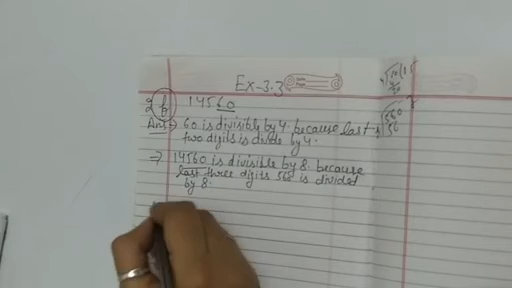 Ex-3.3
2 f 14560
Ans:→ 60 is divisible by 4. because last
two digits is divide by 4.
→ 14560 is divisible by 8. because
last three digits 560 is divided
by 8.